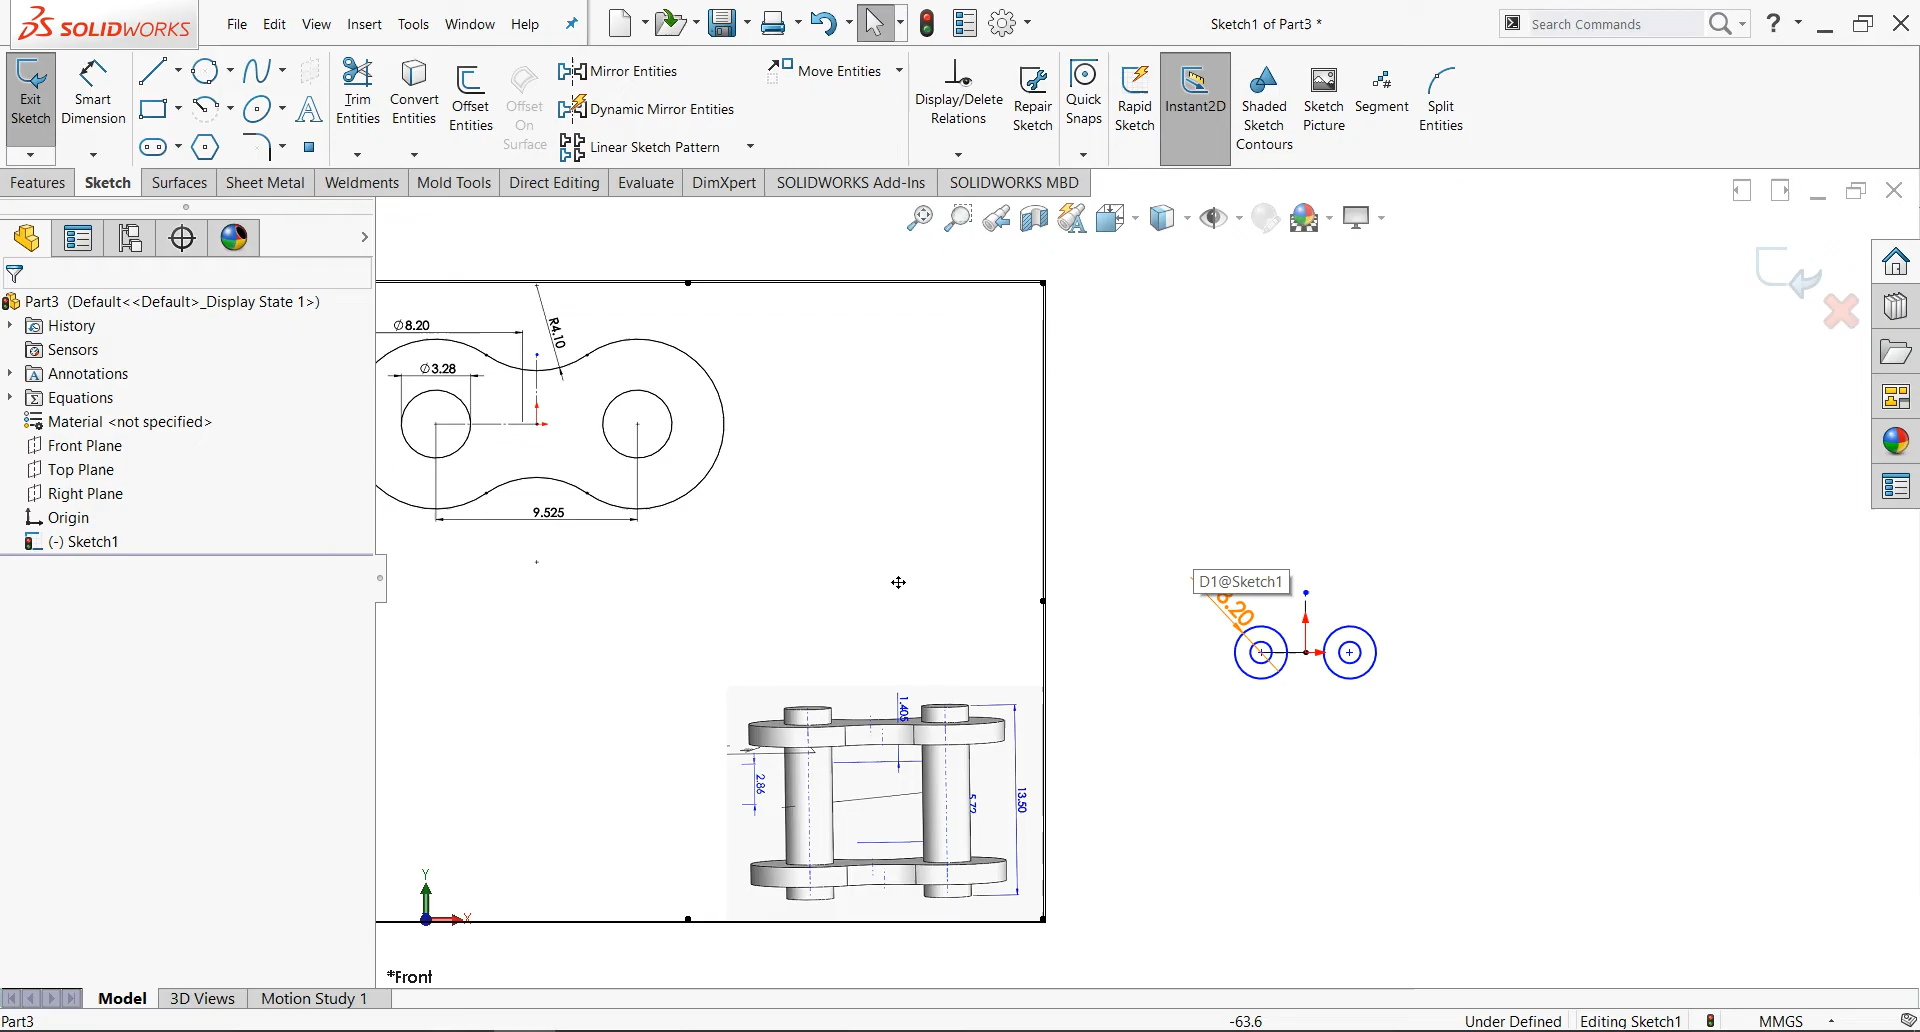 SOLIDWORKS
File Edit View Insert Tools Window Help
Sketch1 of Part3 *
Search Commands
?
Exit Sketch
Smart Dimension
Trim Entities
Convert Entities
Offset Entities
Offset On Surface
Mirror Entities
Dynamic Mirror Entities
Linear Sketch Pattern
Move Entities
Display/Delete Relations
Repair Sketch
Quick Snaps
Rapid Sketch
Instant2D
Shaded Sketch Contours
Sketch Picture
Segment
Split Entities
Features Sketch Surfaces Sheet Metal Weldments Mold Tools Direct Editing Evaluate DimXpert SOLIDWORKS Add-Ins SOLIDWORKS MBD
Part3 (Default<<Default>_Display State 1>)
History
Sensors
Annotations
Equations
Material <not specified>
Front Plane
Top Plane
Right Plane
Origin
(-) Sketch1
∅8.20
R4.10
∅3.28
9.525
D1@Sketch1
8.20
1.405
2.86
5.72
13.50
Y
X
*Front
Model 3D Views Motion Study 1
Part3
-63.6
Under Defined
Editing Sketch1
MMGS